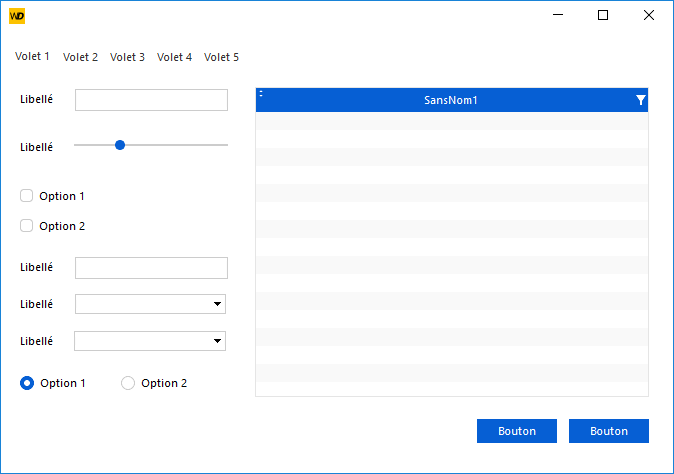 WD
Volet 1 Volet 2 Volet 3 Volet 4 Volet 5
Libellé
SansNom1
Libellé
Option 1
Option 2
Libellé
Libellé
Libellé
Option 1 Option 2
Bouton Bouton